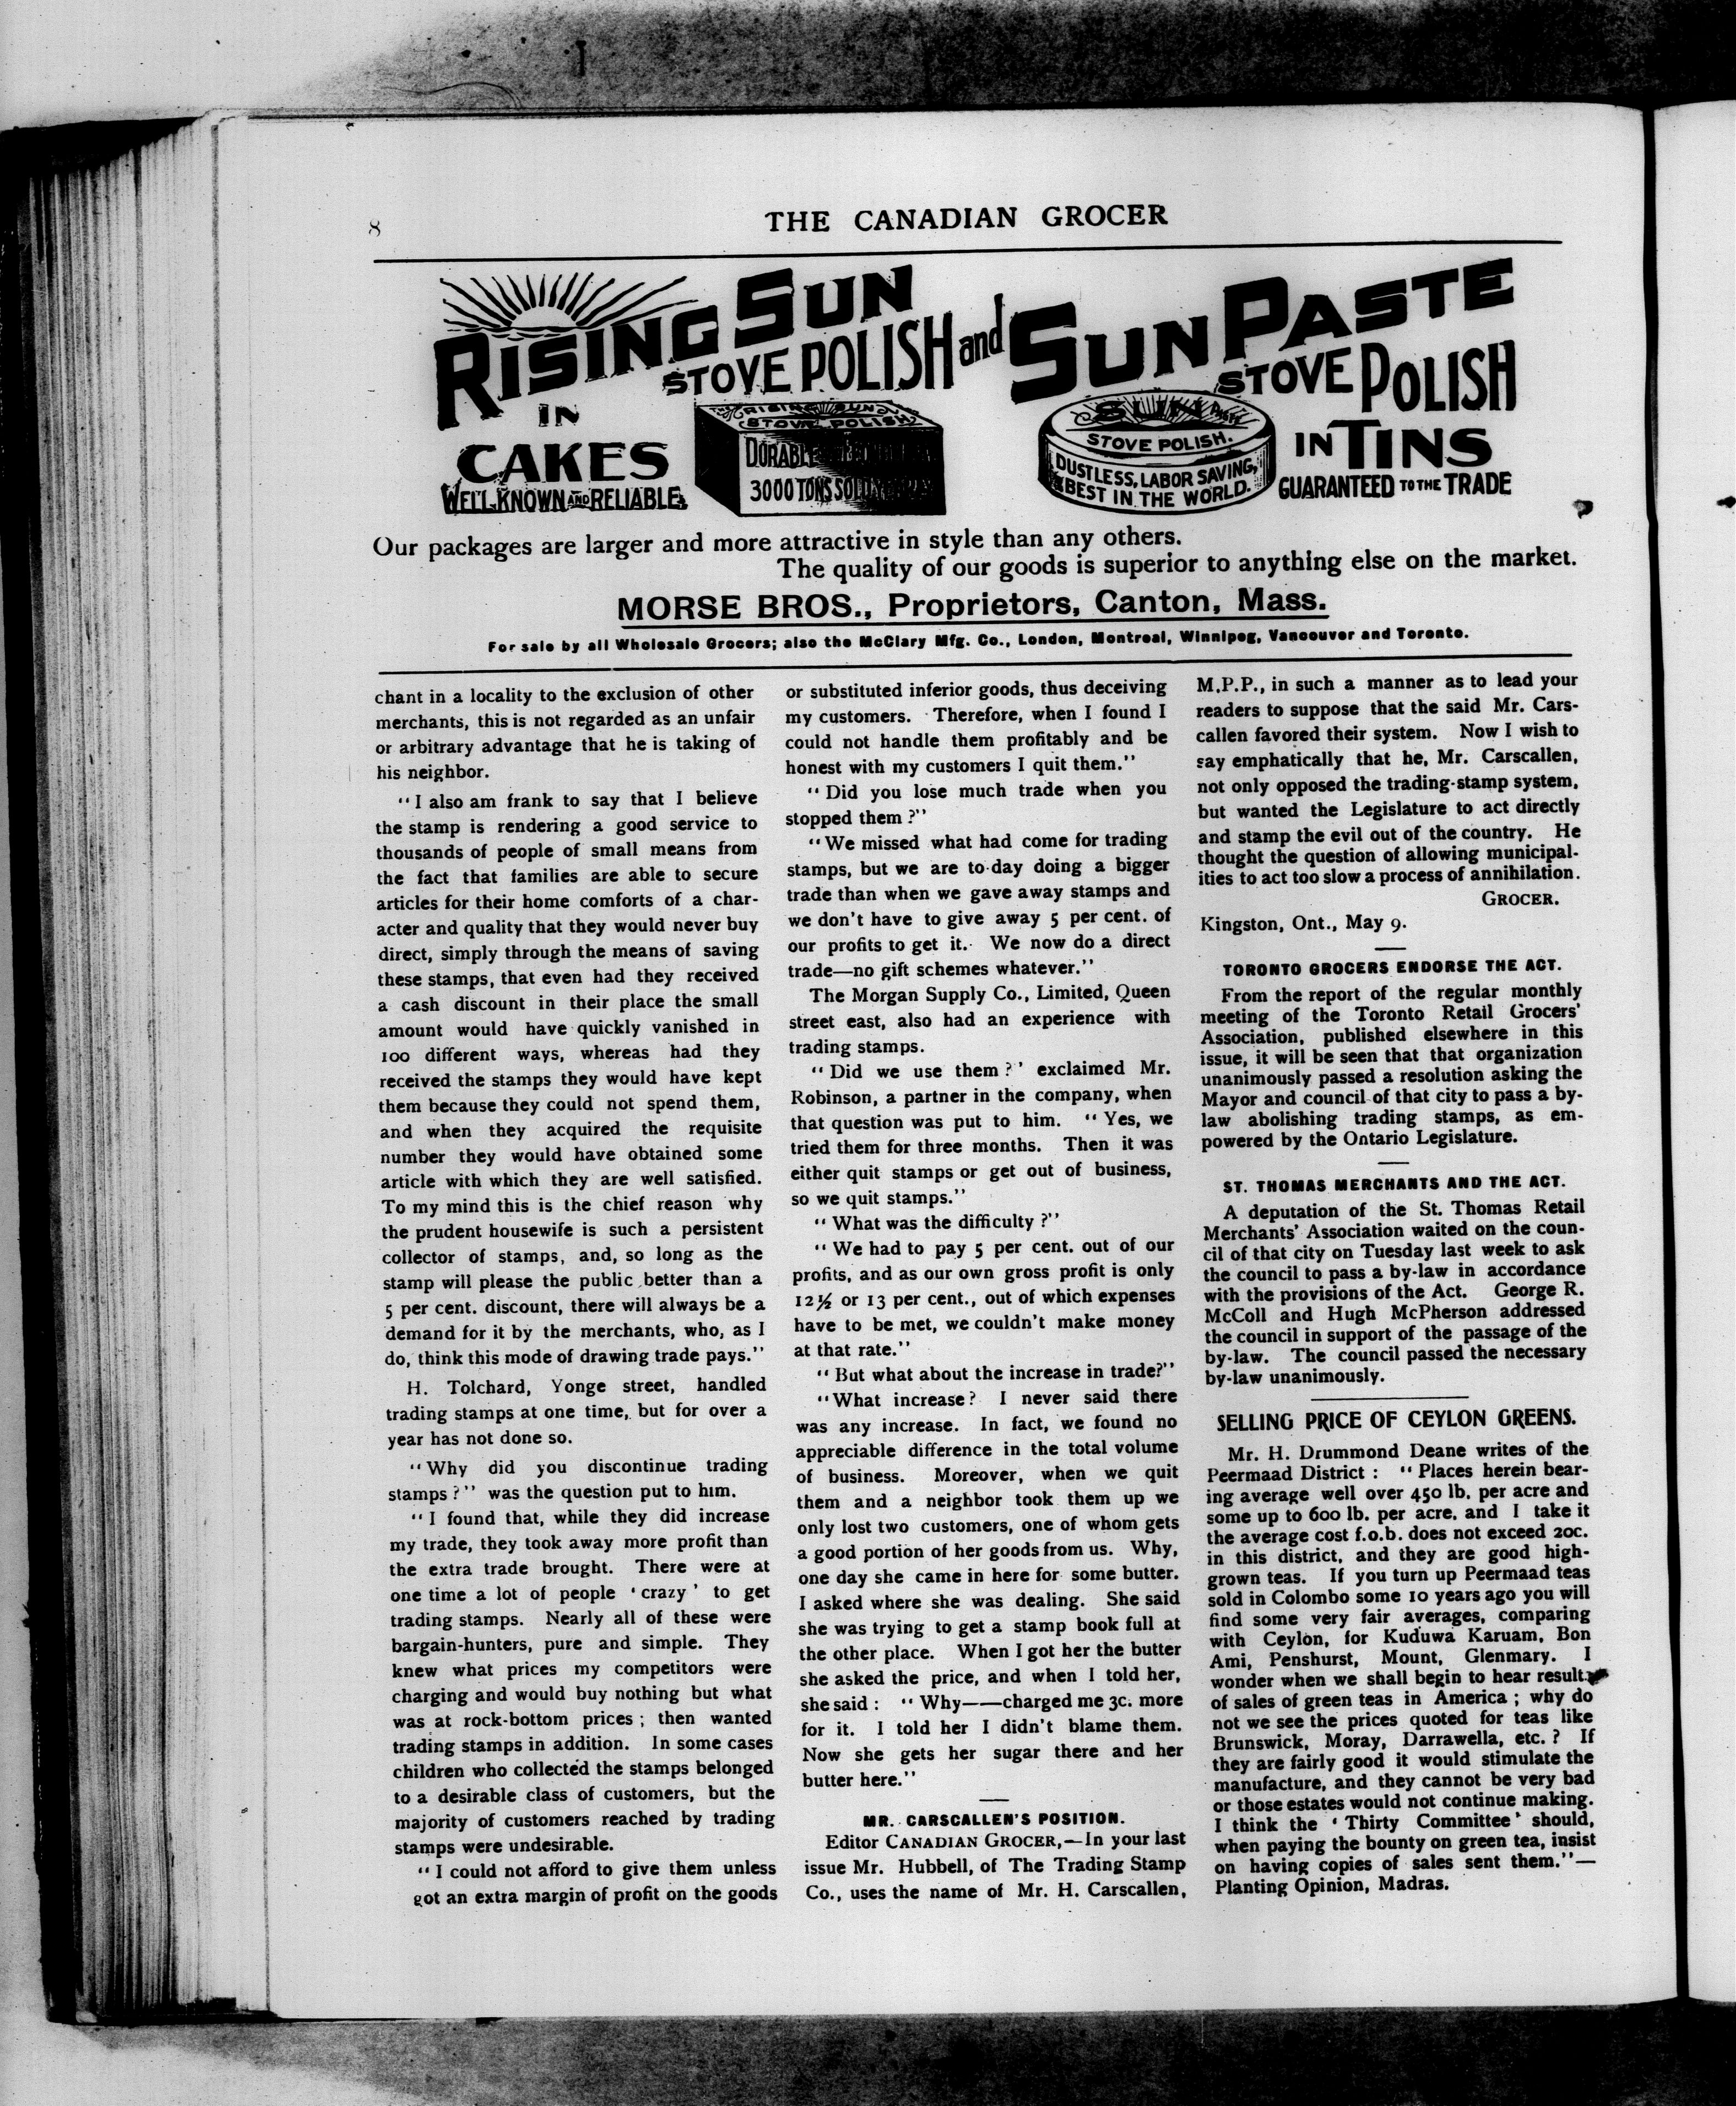 8
THE CANADIAN GROCER
RISING SUN
STOVE POLISH and SUN PASTE
STOVE POLISH
IN
CAKES
WELL KNOWN AND RELIABLE
RISING SUN
STOVE POLISH
DURABLE
3000 TONS SOLD
SUN PASTE
STOVE POLISH.
DUSTLESS, LABOR SAVING,
BEST IN THE WORLD.
IN TINS
GUARANTEED TO THE TRADE
Our packages are larger and more attractive in style than any others.
The quality of our goods is superior to anything else on the market.
MORSE BROS., Proprietors, Canton, Mass.
For sale by all Wholesale Grocers; also the McClary Mfg. Co., London, Montreal, Winnipeg, Vancouver and Toronto.
chant in a locality to the exclusion of other
merchants, this is not regarded as an unfair
or arbitrary advantage that he is taking of
his neighbor.
"I also am frank to say that I believe
the stamp is rendering a good service to
thousands of people of small means from
the fact that families are able to secure
articles for their home comforts of a char-
acter and quality that they would never buy
direct, simply through the means of saving
these stamps, that even had they received
a cash discount in their place the small
amount would have quickly vanished in
100 different ways, whereas had they
received the stamps they would have kept
them because they could not spend them,
and when they acquired the requisite
number they would have obtained some
article with which they are well satisfied.
To my mind this is the chief reason why
the prudent housewife is such a persistent
collector of stamps, and, so long as the
stamp will please the public better than a
5 per cent. discount, there will always be a
demand for it by the merchants, who, as I
do, think this mode of drawing trade pays."
H. Tolchard, Yonge street, handled
trading stamps at one time, but for over a
year has not done so.
"Why did you discontinue trading
stamps?" was the question put to him.
"I found that, while they did increase
my trade, they took away more profit than
the extra trade brought. There were at
one time a lot of people 'crazy' to get
trading stamps. Nearly all of these were
bargain-hunters, pure and simple. They
knew what prices my competitors were
charging and would buy nothing but what
was at rock-bottom prices; then wanted
trading stamps in addition. In some cases
children who collected the stamps belonged
to a desirable class of customers, but the
majority of customers reached by trading
stamps were undesirable.
"I could not afford to give them unless
got an extra margin of profit on the goods
or substituted inferior goods, thus deceiving
my customers. Therefore, when I found I
could not handle them profitably and be
honest with my customers I quit them."
"Did you lose much trade when you
stopped them?"
"We missed what had come for trading
stamps, but we are to-day doing a bigger
trade than when we gave away stamps and
we don't have to give away 5 per cent. of
our profits to get it. We now do a direct
trade—no gift schemes whatever."
The Morgan Supply Co., Limited, Queen
street east, also had an experience with
trading stamps.
"Did we use them?' exclaimed Mr.
Robinson, a partner in the company, when
that question was put to him. "Yes, we
tried them for three months. Then it was
either quit stamps or get out of business,
so we quit stamps."
"What was the difficulty?"
"We had to pay 5 per cent. out of our
profits, and as our own gross profit is only
12½ or 13 per cent., out of which expenses
have to be met, we couldn't make money
at that rate."
"But what about the increase in trade?"
"What increase? I never said there
was any increase. In fact, we found no
appreciable difference in the total volume
of business. Moreover, when we quit
them and a neighbor took them up we
only lost two customers, one of whom gets
a good portion of her goods from us. Why,
one day she came in here for some butter.
I asked where she was dealing. She said
she was trying to get a stamp book full at
the other place. When I got her the butter
she asked the price, and when I told her,
she said: "Why——charged me 3c. more
for it. I told her I didn't blame them.
Now she gets her sugar there and her
butter here."
MR. CARSCALLEN'S POSITION.
Editor CANADIAN GROCER,—In your last
issue Mr. Hubbell, of The Trading Stamp
Co., uses the name of Mr. H. Carscallen,
M.P.P., in such a manner as to lead your
readers to suppose that the said Mr. Cars-
callen favored their system. Now I wish to
say emphatically that he, Mr. Carscallen,
not only opposed the trading-stamp system,
but wanted the Legislature to act directly
and stamp the evil out of the country. He
thought the question of allowing municipal-
ities to act too slow a process of annihilation.
GROCER.
Kingston, Ont., May 9.
TORONTO GROCERS ENDORSE THE ACT.
From the report of the regular monthly
meeting of the Toronto Retail Grocers'
Association, published elsewhere in this
issue, it will be seen that that organization
unanimously passed a resolution asking the
Mayor and council of that city to pass a by-
law abolishing trading stamps, as em-
powered by the Ontario Legislature.
ST. THOMAS MERCHANTS AND THE ACT.
A deputation of the St. Thomas Retail
Merchants' Association waited on the coun-
cil of that city on Tuesday last week to ask
the council to pass a by-law in accordance
with the provisions of the Act. George R.
McColl and Hugh McPherson addressed
the council in support of the passage of the
by-law. The council passed the necessary
by-law unanimously.
SELLING PRICE OF CEYLON GREENS.
Mr. H. Drummond Deane writes of the
Peermaad District: "Places herein bear-
ing average well over 450 lb. per acre and
some up to 600 lb. per acre, and I take it
the average cost f.o.b. does not exceed 20c.
in this district, and they are good high-
grown teas. If you turn up Peermaad teas
sold in Colombo some 10 years ago you will
find some very fair averages, comparing
with Ceylon, for Kuduwa Karuam, Bon
Ami, Penshurst, Mount, Glenmary. I
wonder when we shall begin to hear result
of sales of green teas in America; why do
not we see the prices quoted for teas like
Brunswick, Moray, Darrawella, etc.? If
they are fairly good it would stimulate the
manufacture, and they cannot be very bad
or those estates would not continue making.
I think the 'Thirty Committee' should,
when paying the bounty on green tea, insist
on having copies of sales sent them."—
Planting Opinion, Madras.